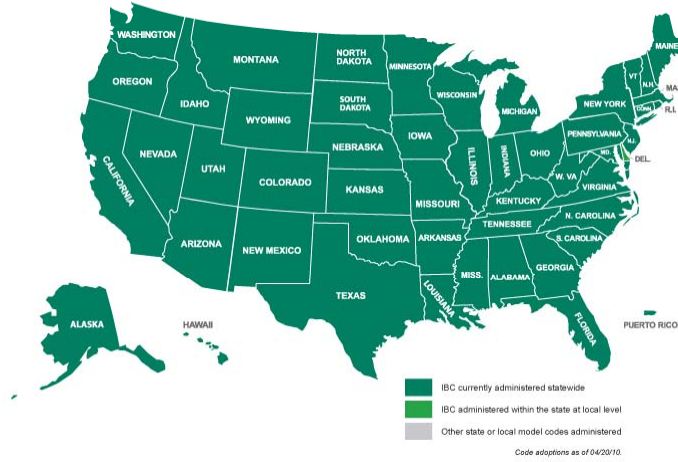 WASHINGTON
OREGON
CALIFORNIA
NEVADA
IDAHO
MONTANA
WYOMING
UTAH
COLORADO
ARIZONA
NEW MEXICO
NORTH
DAKOTA
SOUTH
DAKOTA
NEBRASKA
KANSAS
OKLAHOMA
TEXAS
MINNESOTA
IOWA
MISSOURI
ARKANSAS
LOUISIANA
WISCONSIN
ILLINOIS
MICHIGAN
INDIANA
OHIO
KENTUCKY
TENNESSEE
MISS.
ALABAMA
GEORGIA
FLORIDA
S. CAROLINA
N. CAROLINA
VIRGINIA
W. VA
MD.
DEL.
N.J.
PENNSYLVANIA
NEW YORK
CONN.
R.I.
MA
VT
N.H.
MAINE
ALASKA
HAWAII
PUERTO RICO
IBC currently administered statewide
IBC administered within the state at local level
Other state or local model codes administered
Code adoptions as of 04/20/10.